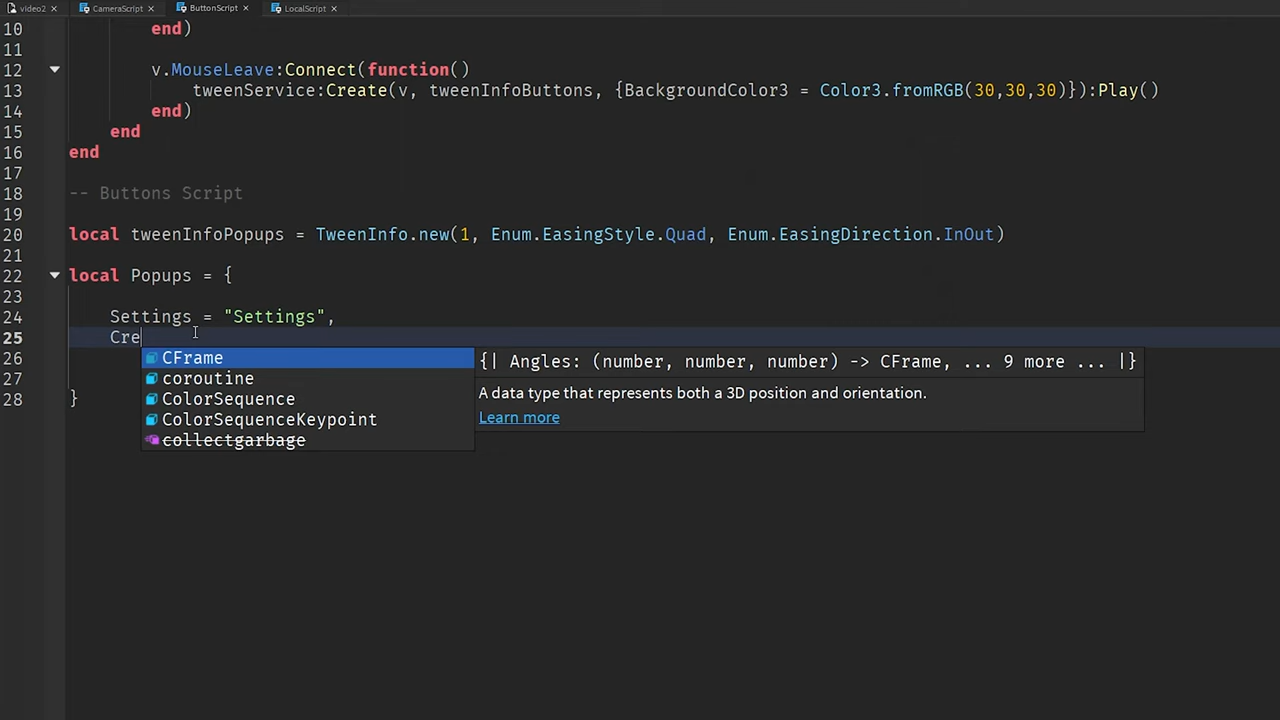 video2 × CameraScript × ButtonScript × LocalScript ×
10 end)
11
12 v.MouseLeave:Connect(function()
13 tweenService:Create(v, tweenInfoButtons, {BackgroundColor3 = Color3.fromRGB(30,30,30)}):Play()
14 end)
15 end
16 end
17
18 -- Buttons Script
19
20 local tweenInfoPopups = TweenInfo.new(1, Enum.EasingStyle.Quad, Enum.EasingDirection.InOut)
21
22 local Popups = {
23
24 Settings = "Settings",
25 Cre
26 CFrame {| Angles: (number, number, number) -> CFrame, ... 9 more ... |}
27 coroutine A data type that represents both a 3D position and orientation.
28 } ColorSequence Learn more
ColorSequenceKeypoint
collectgarbage